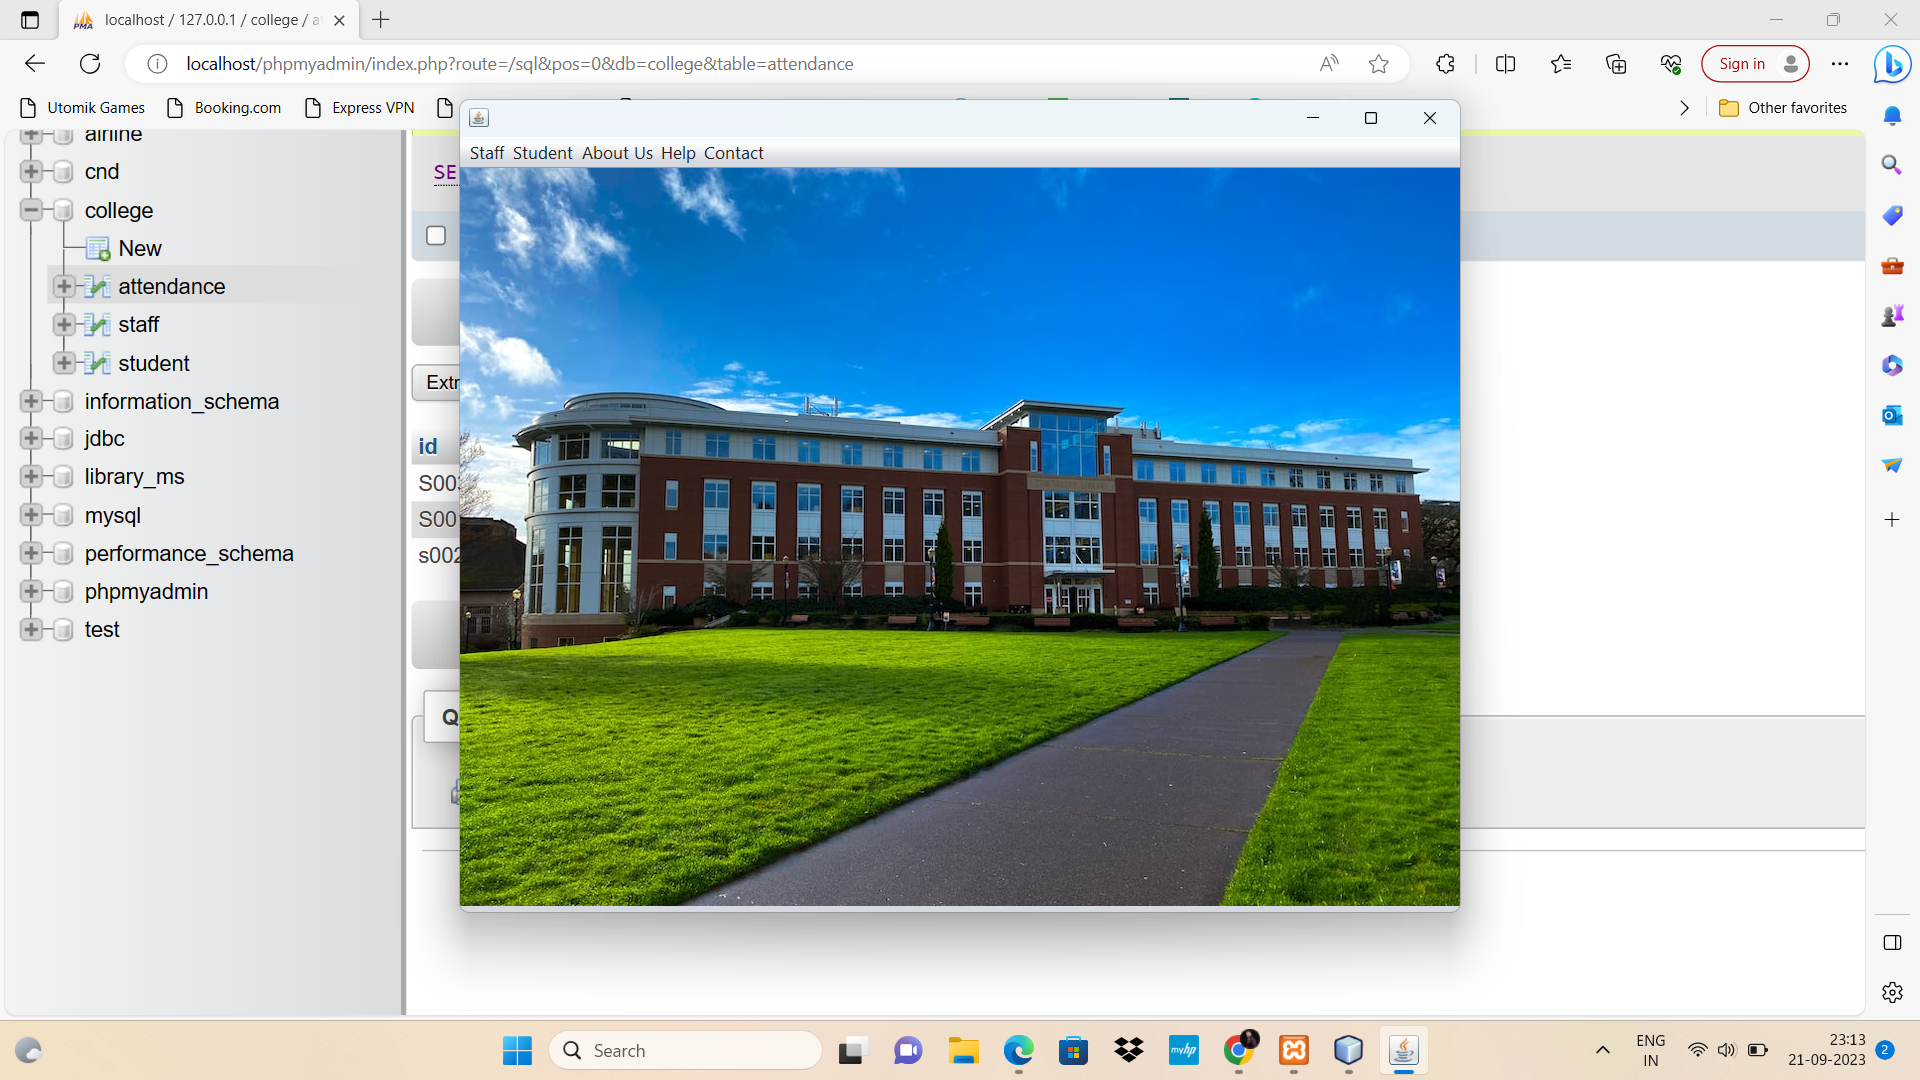 localhost / 127.0.0.1 / college / a
localhost/phpmyadmin/index.php?route=/sql&pos=0&db=college&table=attendance
Sign in
Utomik Games
Booking.com
Express VPN
Other favorites
airline
cnd
college
New
attendance
staff
student
information_schema
jdbc
library_ms
mysql
performance_schema
phpmyadmin
test
SE
Extr
id
S00
S00
s002
Q
Staff Student About Us Help Contact
Search
myhp
ENG
IN
23:13
21-09-2023
2